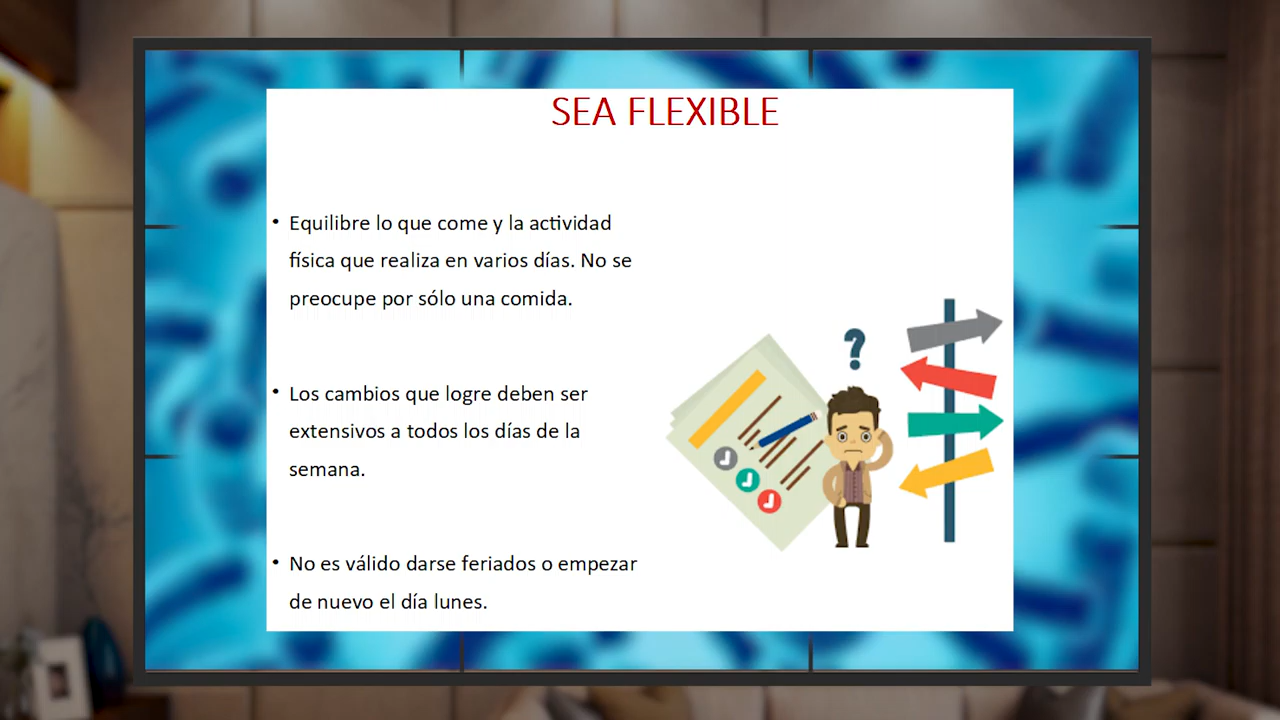 SEA FLEXIBLE
• Equilibre lo que come y la actividad
física que realiza en varios días. No se
preocupe por sólo una comida.
• Los cambios que logre deben ser
extensivos a todos los días de la
semana.
• No es válido darse feriados o empezar
de nuevo el día lunes.
?